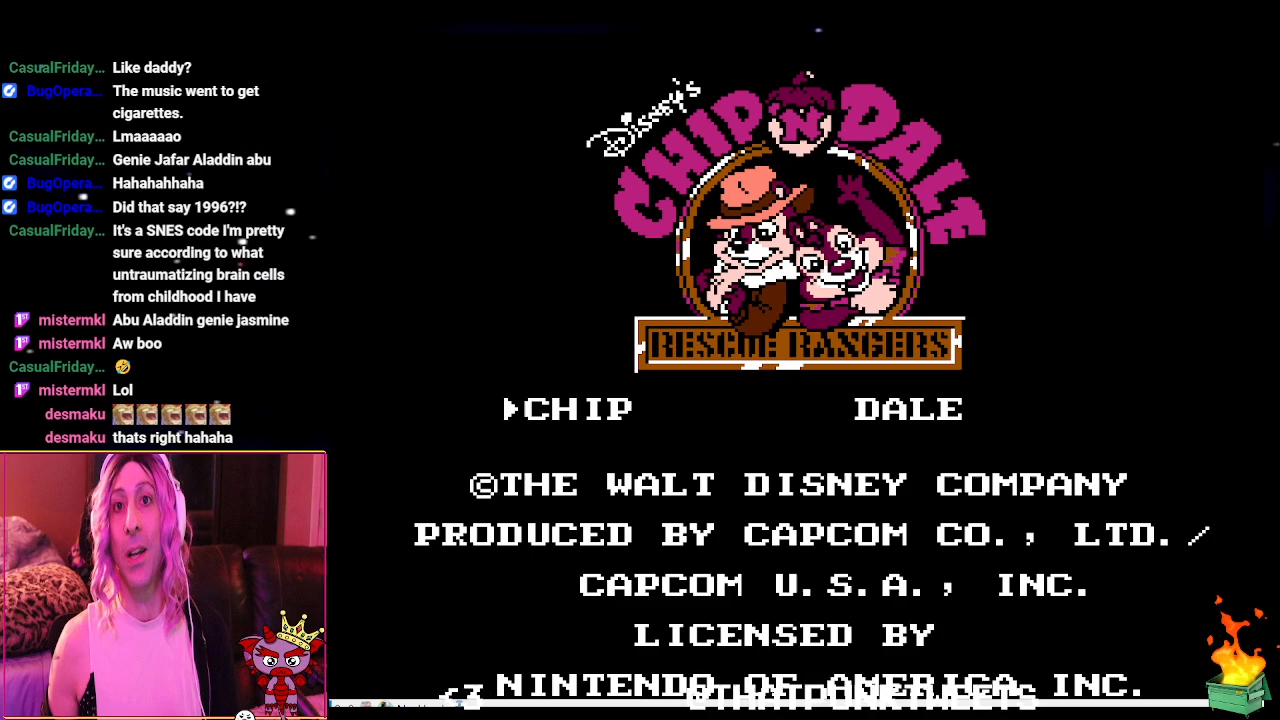 CasualFriday... Like daddy?
BugOpera... The music went to get
cigarettes.
CasualFriday... Lmaaaaao
CasualFriday... Genie Jafar Aladdin abu
BugOpera... Hahahahhaha
BugOpera... Did that say 1996?!?
CasualFriday... It's a SNES code I'm pretty
sure according to what
untraumatizing brain cells
from childhood I have
1ST mistermkl Abu Aladdin genie jasmine
1ST mistermkl Aw boo
CasualFriday... 🤣
1ST mistermkl Lol
desmaku
desmaku thats right hahaha
Disney's
CHIP N DALE
RESCUE RANGERS
CHIP DALE
©THE WALT DISNEY COMPANY
PRODUCED BY CAPCOM CO., LTD./
CAPCOM U.S.A., INC.
LICENSED BY
NINTENDO OF AMERICA INC.
<3